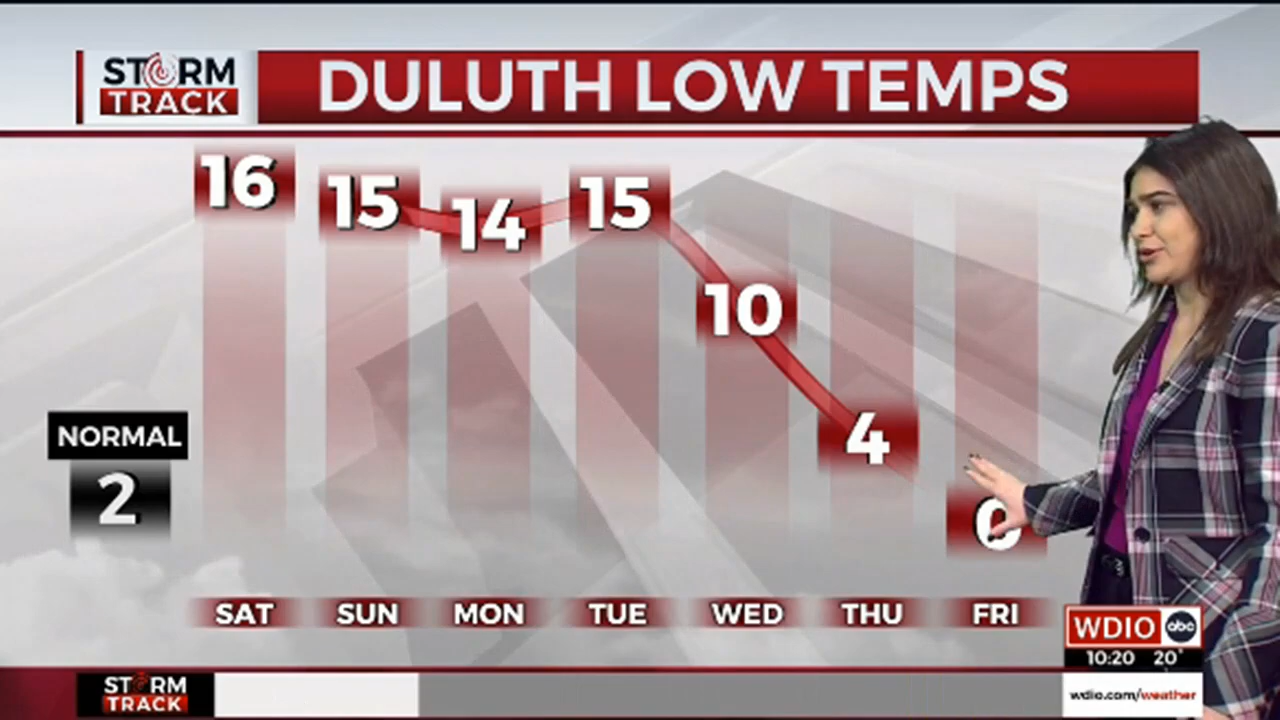 STORM
TRACK
DULUTH LOW TEMPS
16
15
14
15
10
4
0
NORMAL
2
SAT
SUN
MON
TUE
WED
THU
FRI
WDIO abc
10:20 20°
wdio.com/weather
STORM
TRACK